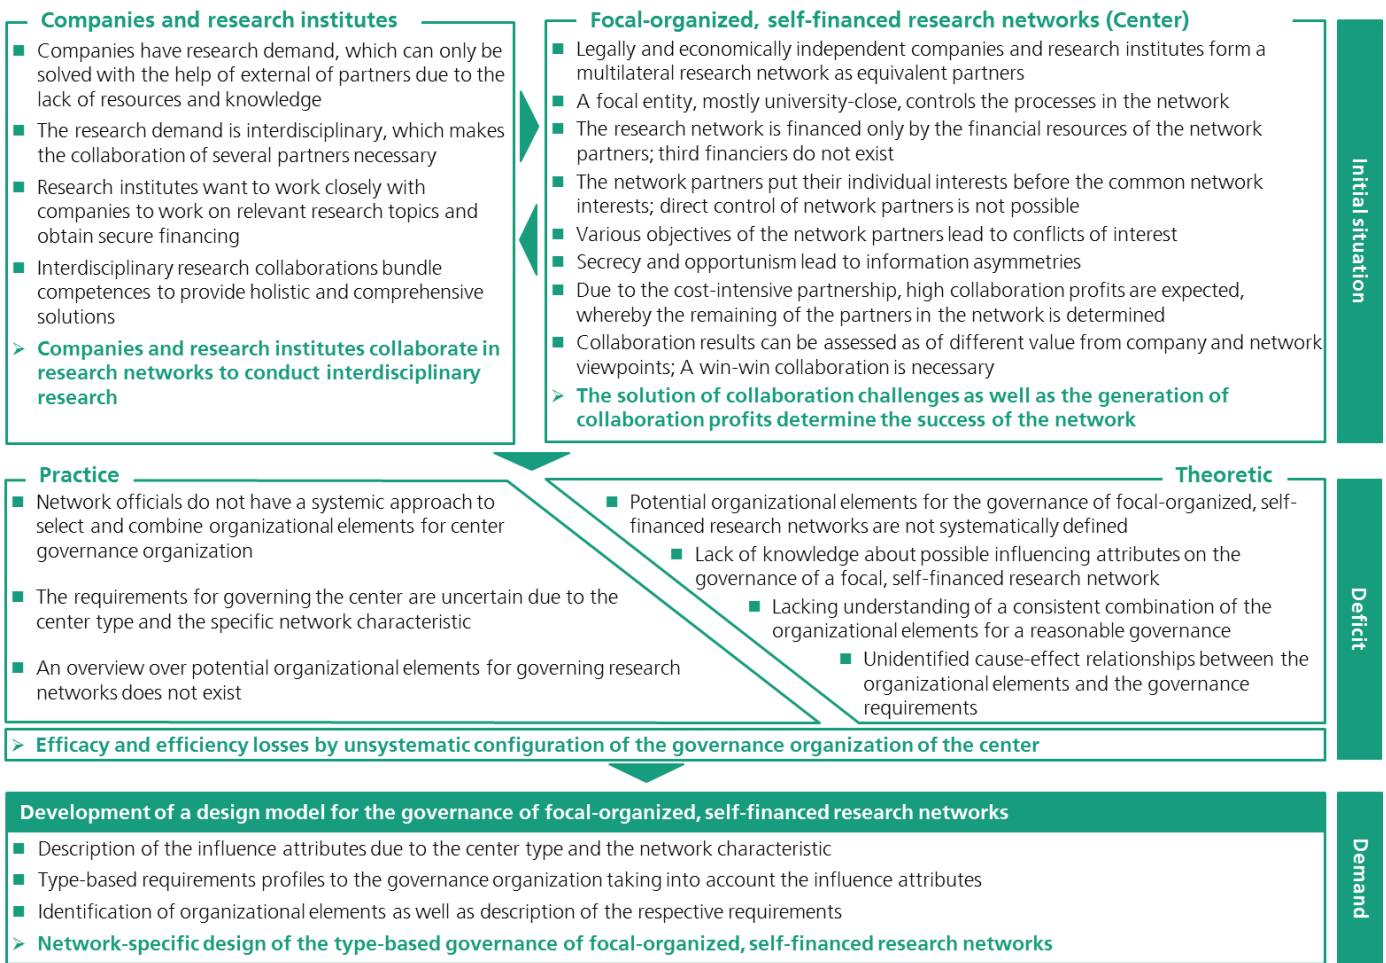 Companies and research institutes
■ Companies have research demand, which can only be
solved with the help of external of partners due to the
lack of resources and knowledge
■ The research demand is interdisciplinary, which makes
the collaboration of several partners necessary
■ Research institutes want to work closely with
companies to work on relevant research topics and
obtain secure financing
■ Interdisciplinary research collaborations bundle
competences to provide holistic and comprehensive
solutions
➢ Companies and research institutes collaborate in
research networks to conduct interdisciplinary
research
Focal-organized, self-financed research networks (Center)
■ Legally and economically independent companies and research institutes form a
multilateral research network as equivalent partners
■ A focal entity, mostly university-close, controls the processes in the network
■ The research network is financed only by the financial resources of the network
partners; third financiers do not exist
■ The network partners put their individual interests before the common network
interests; direct control of network partners is not possible
■ Various objectives of the network partners lead to conflicts of interest
■ Secrecy and opportunism lead to information asymmetries
■ Due to the cost-intensive partnership, high collaboration profits are expected,
whereby the remaining of the partners in the network is determined
■ Collaboration results can be assessed as of different value from company and network
viewpoints; A win-win collaboration is necessary
➢ The solution of collaboration challenges as well as the generation of
collaboration profits determine the success of the network
Initial situation
Practice
■ Network officials do not have a systemic approach to
select and combine organizational elements for center
governance organization
■ The requirements for governing the center are uncertain due to the
center type and the specific network characteristic
■ An overview over potential organizational elements for governing research
networks does not exist
Theoretic
■ Potential organizational elements for the governance of focal-organized, self-
financed research networks are not systematically defined
■ Lack of knowledge about possible influencing attributes on the
governance of a focal, self-financed research network
■ Lacking understanding of a consistent combination of the
organizational elements for a reasonable governance
■ Unidentified cause-effect relationships between the
organizational elements and the governance
requirements
➢ Efficacy and efficiency losses by unsystematic configuration of the governance organization of the center
Deficit
Development of a design model for the governance of focal-organized, self-financed research networks
■ Description of the influence attributes due to the center type and the network characteristic
■ Type-based requirements profiles to the governance organization taking into account the influence attributes
■ Identification of organizational elements as well as description of the respective requirements
➢ Network-specific design of the type-based governance of focal-organized, self-financed research networks
Demand